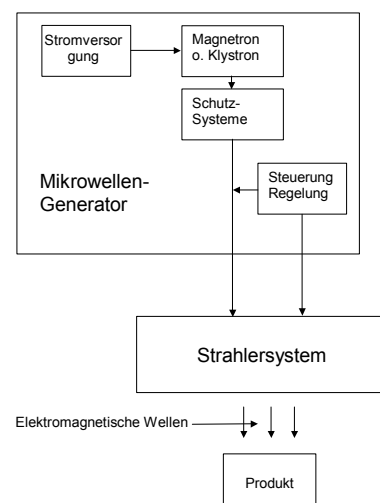 Stromversor
gung
Magnetron
o. Klystron
Schutz-
Systeme
Mikrowellen-
Generator
Steuerung
Regelung
Strahlersystem
Elektromagnetische Wellen
Produkt